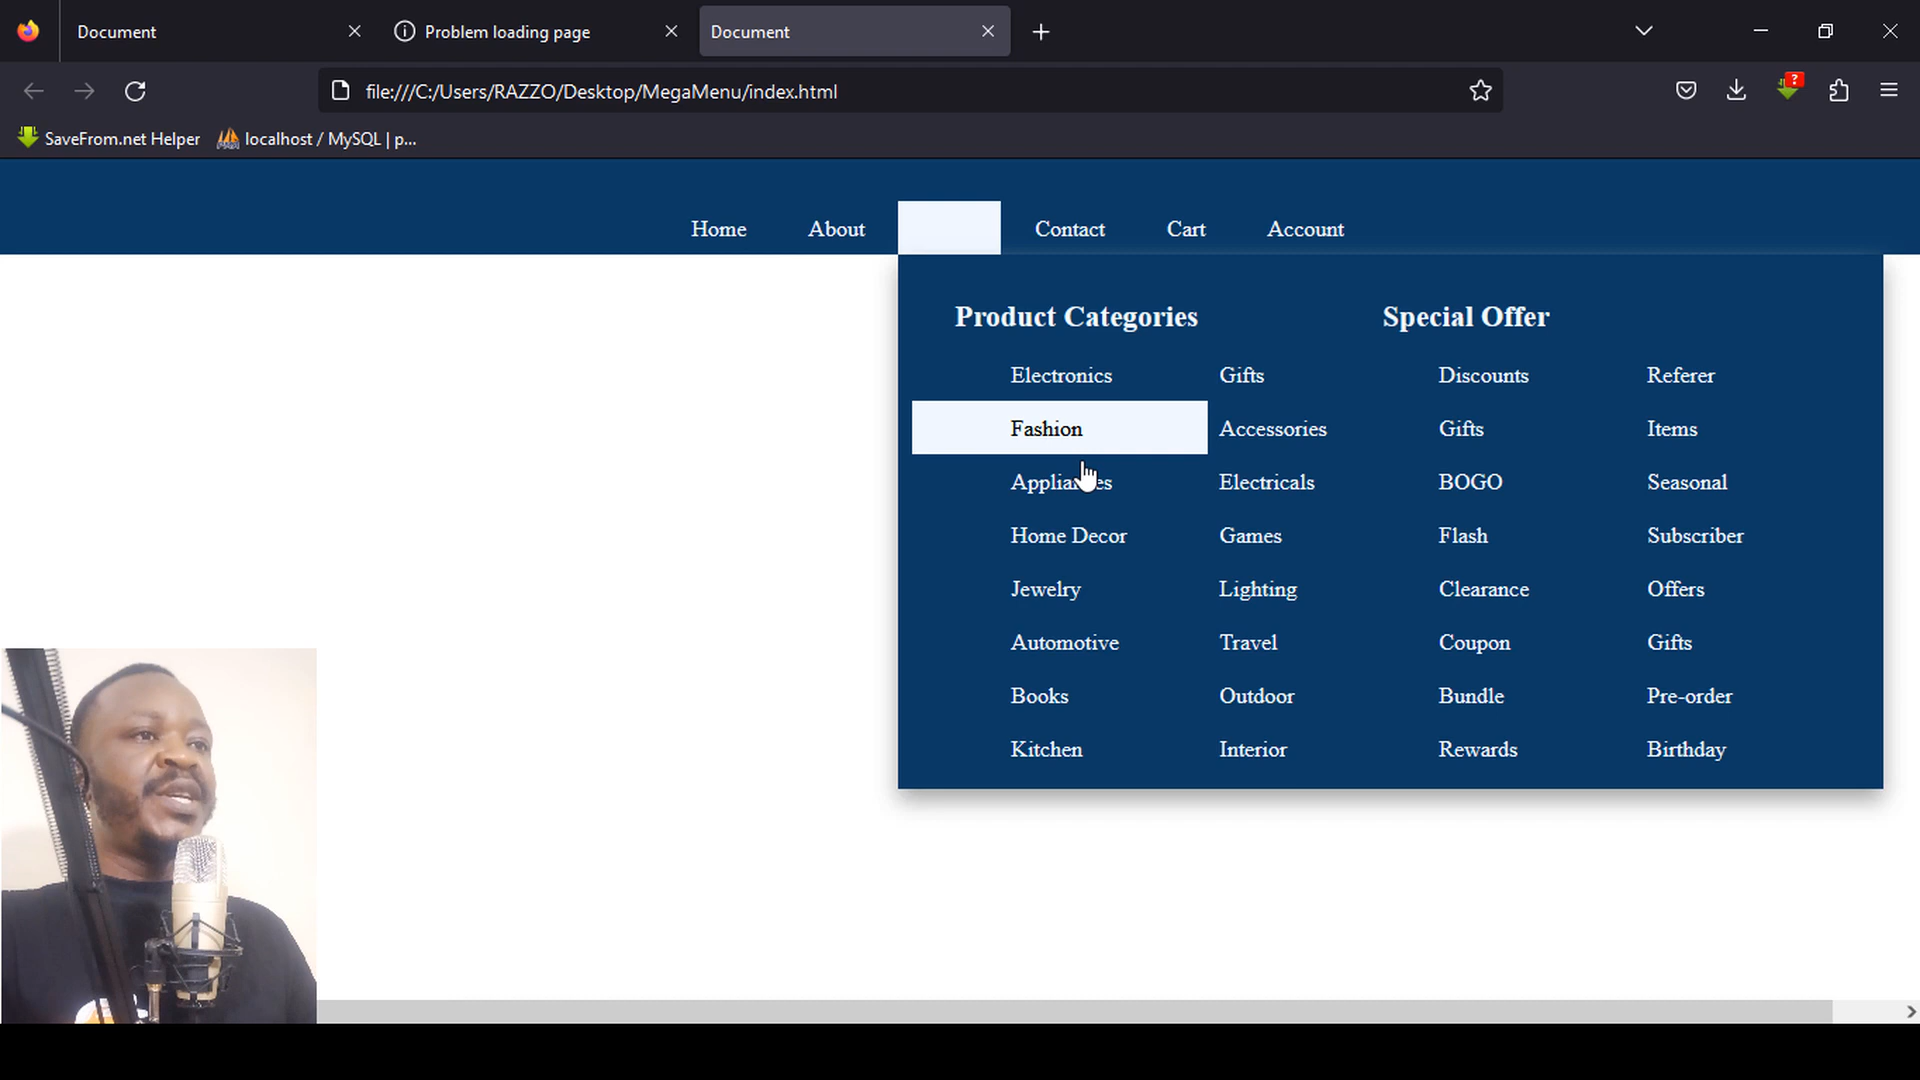 Document
Problem loading page
Document
file:///C:/Users/RAZZO/Desktop/MegaMenu/index.html
?
SaveFrom.net Helper
localhost / MySQL | p...
Home About Contact Cart Account
Product Categories Special Offer
Electronics Gifts Discounts Referer
Fashion Accessories Gifts Items
Appliances Electricals BOGO Seasonal
Home Decor Games Flash Subscriber
Jewelry Lighting Clearance Offers
Automotive Travel Coupon Gifts
Books Outdoor Bundle Pre-order
Kitchen Interior Rewards Birthday